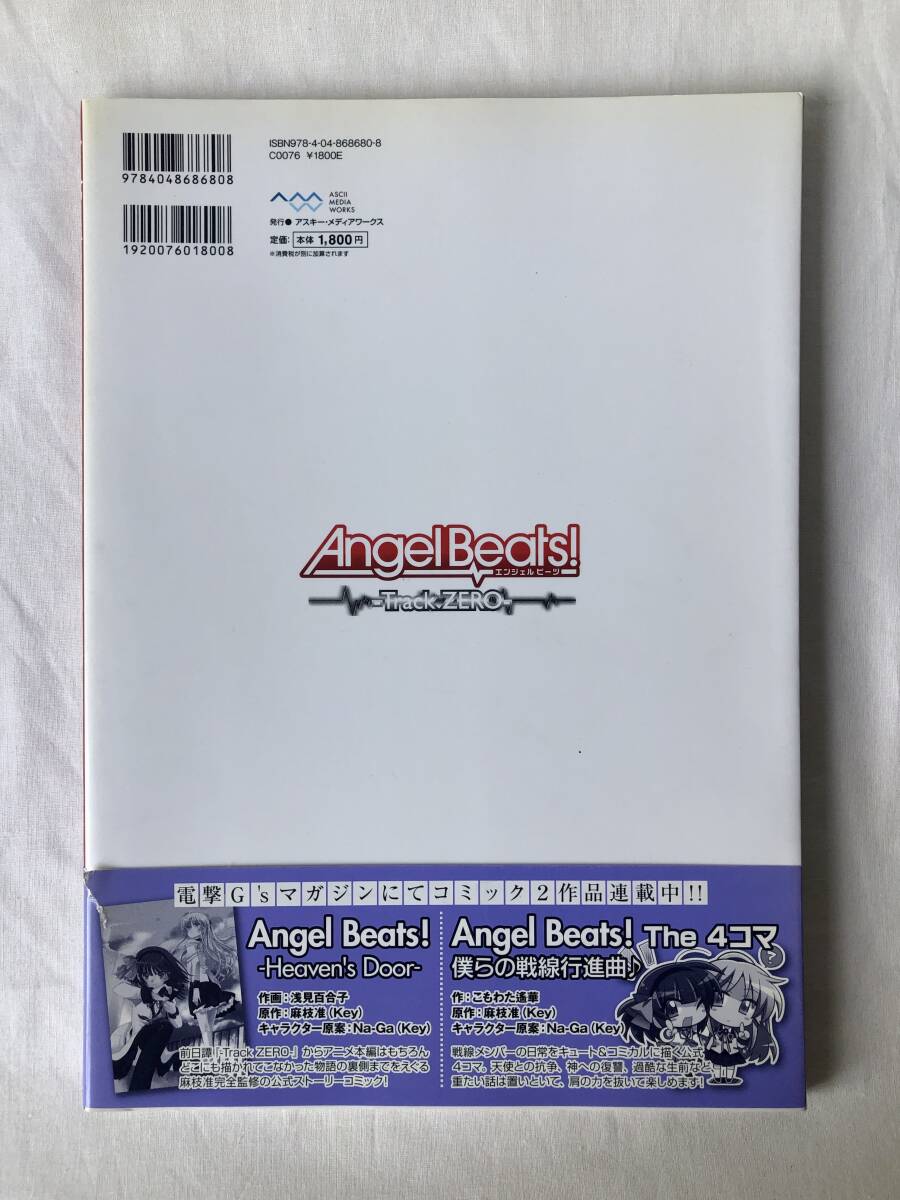 ISBN978-4-04-868680-8
C0076 ¥1800E
9784048686808
ASCII
MEDIA
WORKS
発行●アスキー・メディアワークス
定価:本体1,800円
※消費税が別に加算されます
1920076018008
Angel Beats!
エンジェルビーツ
-Track ZERO-
電撃G'sマガジンにてコミック2作品連載中!!
Angel Beats!
-Heaven's Door-
作画:浅見百合子
原作:麻枝准(Key)
キャラクター原案:Na-Ga(Key)
前日譚『-Track ZERO-』からアニメ本編はもちろん
どこにも描かれてこなかった物語の裏側までをえぐる
麻枝准完全監修の公式ストーリーコミック!
Angel Beats! The 4コマ
僕らの戦線行進曲♪
作:こもわた遙華
原作:麻枝准(Key)
キャラクター原案:Na-Ga(Key)
戦線メンバーの日常をキュート&コミカルに描く公式
4コマ。天使との抗争、神への復讐、過酷な生前など、
重たい話は置いといて、肩の力を抜いて楽しめます!
?